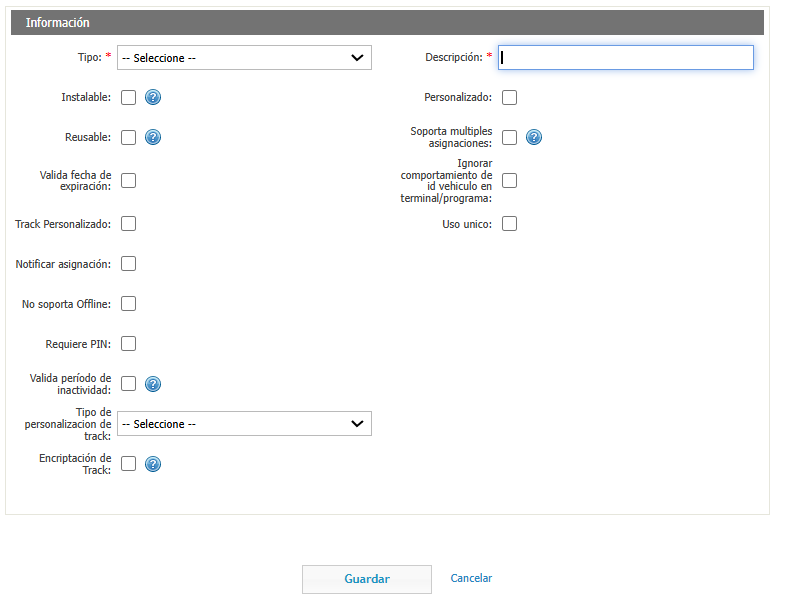 Información
Tipo: * -- Seleccione --
Descripción: *
Instalable: ?
Personalizado:
Reusable: ?
Soporta multiples
asignaciones: ?
Valida fecha de
expiración:
Ignorar
comportamiento de
id vehiculo en
terminal/programa:
Track Personalizado:
Uso unico:
Notificar asignación:
No soporta Offline:
Requiere PIN:
Valida período de
inactividad: ?
Tipo de
personalizacion de
track: -- Seleccione --
Encriptación de
Track: ?
Guardar
Cancelar